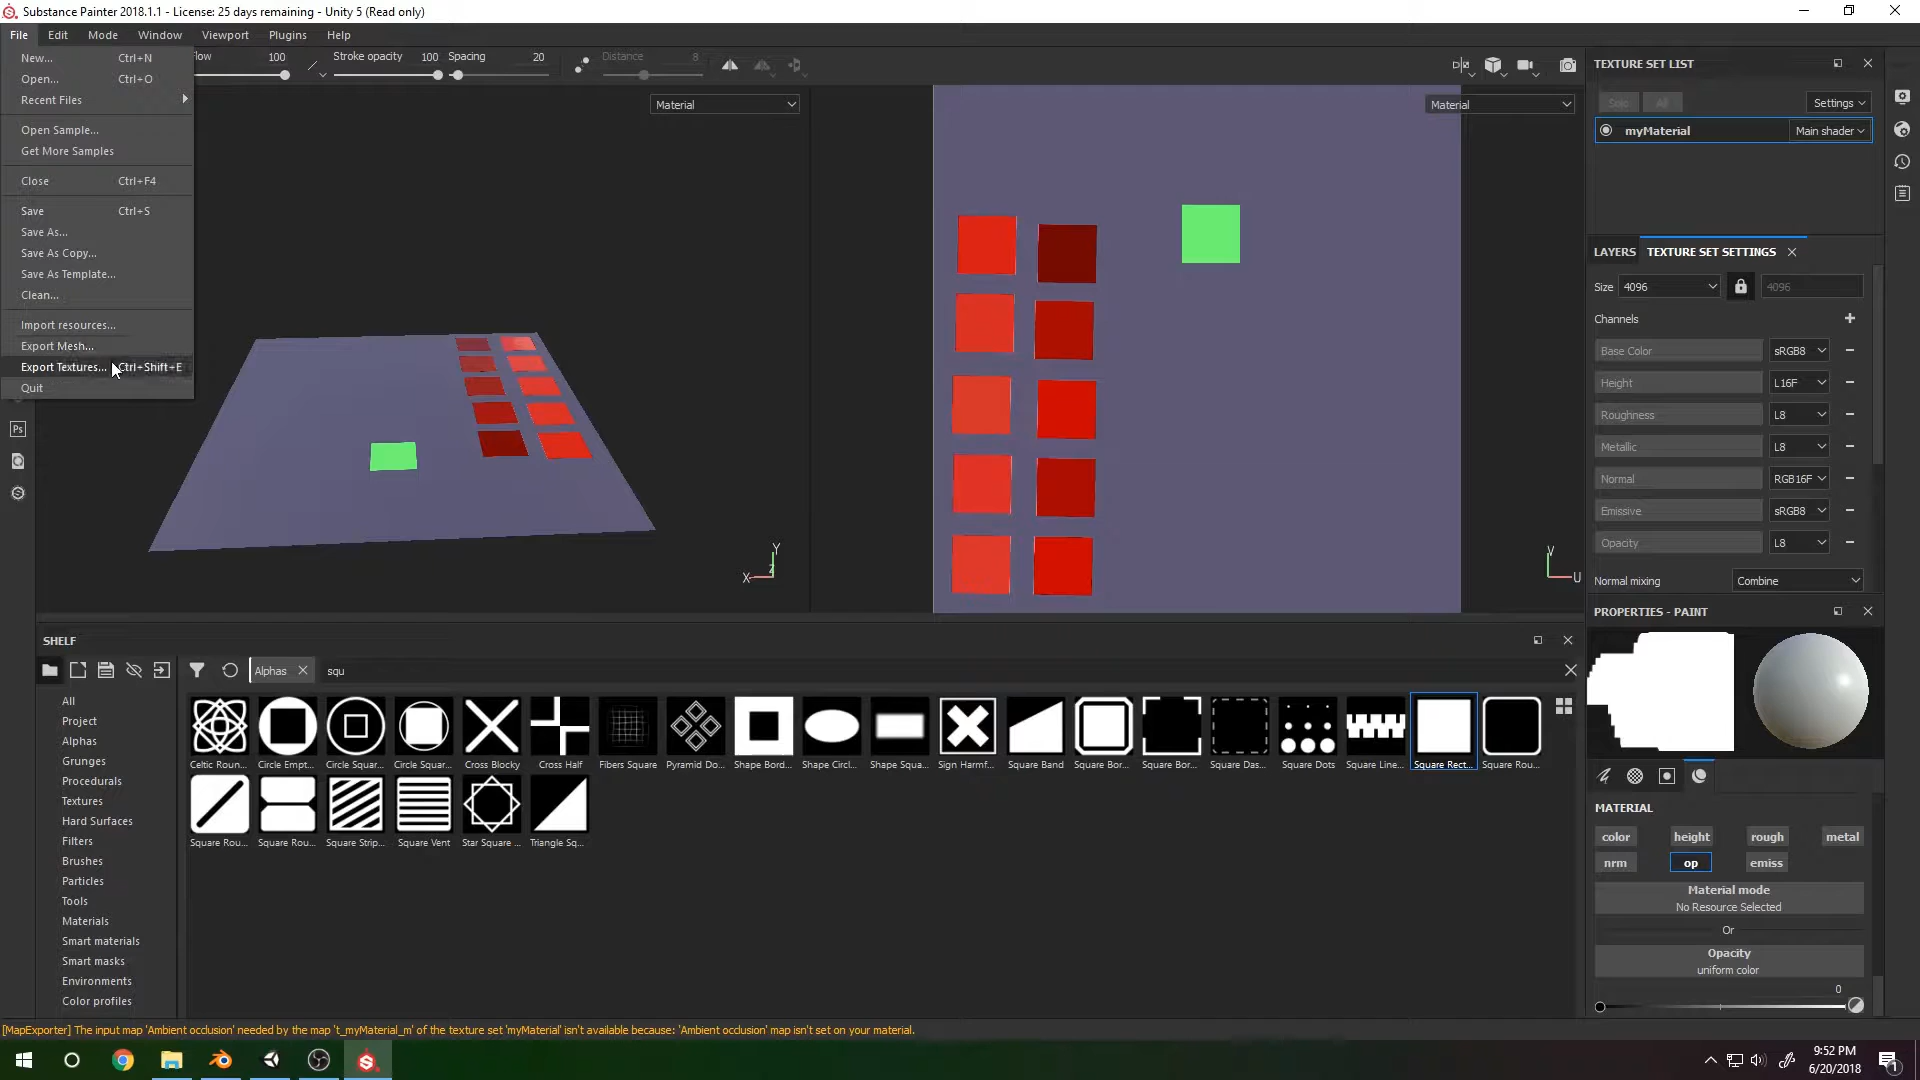 Substance Painter 2018.1.1 - License: 25 days remaining - Unity 5 (Read only)
File Edit Mode Window Viewport Plugins Help
New... Ctrl+N
Open... Ctrl+O
Recent Files
Open Sample...
Get More Samples
Close Ctrl+F4
Save Ctrl+S
Save As...
Save As Copy...
Save As Template...
Clean...
Import resources...
Export Mesh...
Export Textures... Ctrl+Shift+E
Quit
low 100 Stroke opacity 100 Spacing 20 Distance 8
Material
Y
X
Z
Material
V
U
TEXTURE SET LIST
Solo All Settings
myMaterial Main shader
LAYERS TEXTURE SET SETTINGS
Size 4096 4096
Channels
Base Color sRGB8
Height L16F
Roughness L8
Metallic L8
Normal RGB16F
Emissive sRGB8
Opacity L8
Normal mixing Combine
PROPERTIES - PAINT
MATERIAL
color height rough metal
nrm op emiss
Material mode
No Resource Selected
Or
Opacity
uniform color
0
Ps
SHELF
Alphas squ
All
Project
Alphas
Grunges
Procedurals
Textures
Hard Surfaces
Filters
Brushes
Particles
Tools
Materials
Smart materials
Smart masks
Environments
Color profiles
Celtic Roun... Circle Empt... Circle Squar... Circle Squar... Cross Blocky Cross Half Fibers Square Pyramid Do... Shape Bord... Shape Circl... Shape Squa... Sign Harmf... Square Band Square Bor... Square Bor... Square Das... Square Dots Square Line... Square Rect... Square Rou...
Square Rou... Square Rou... Square Strip... Square Vent Star Square ... Triangle Sq...
[MapExporter] The input map 'Ambient occlusion' needed by the map 't_myMaterial_m' of the texture set 'myMaterial' isn't available because: 'Ambient occlusion' map isn't set on your material.
9:52 PM
6/20/2018
1